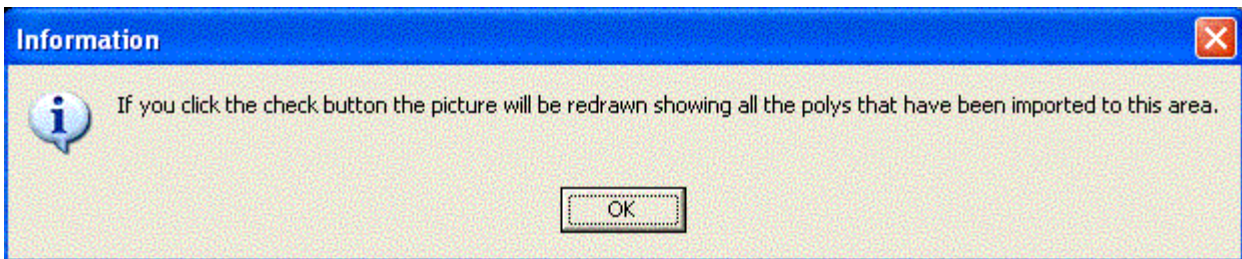 Information
If you click the check button the picture will be redrawn showing all the polys that have been imported to this area.
OK